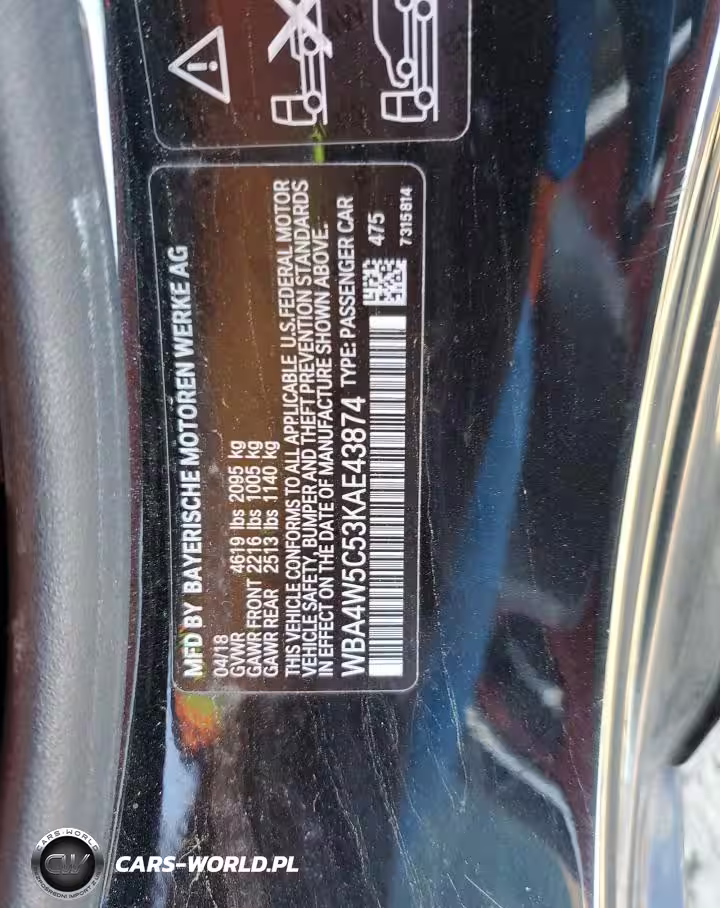 MFD BY BAYERISCHE MOTOREN WERKE AG
04/18
GVWR 4619 lbs 2095 kg
GAWR FRONT 2216 lbs 1005 kg
GAWR REAR 2513 lbs 1140 kg
THIS VEHICLE CONFORMS TO ALL APPLICABLE U.S.FEDERAL MOTOR
VEHICLE SAFETY, BUMPER AND THEFT PREVENTION STANDARDS
IN EFFECT ON THE DATE OF MANUFACTURE SHOWN ABOVE.
WBA4W5C53KAE43874 TYPE: PASSENGER CAR
475
7315814
CARS-WORLD
CW
CARS-WORLD.PL